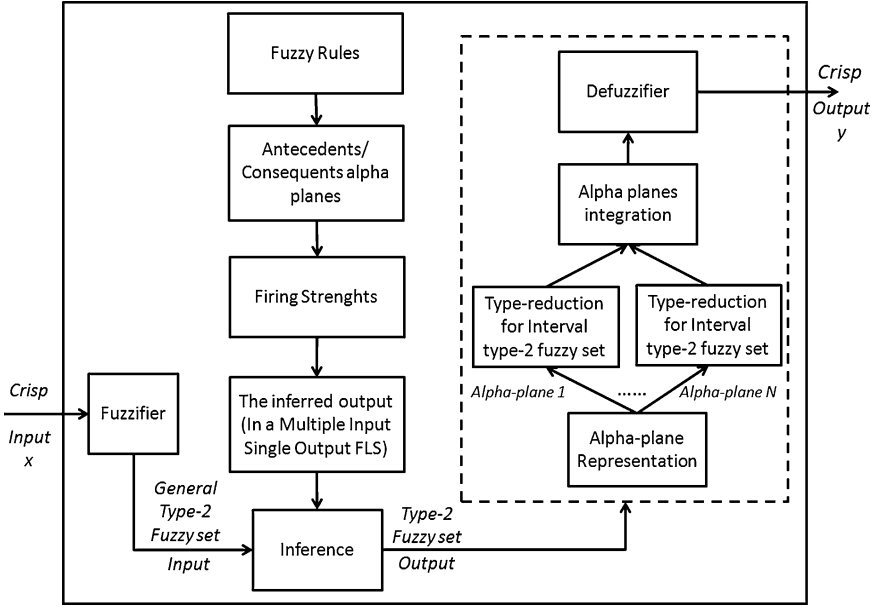 Fuzzy Rules
Antecedents/
Consequents alpha
planes
Firing Strenghts
The inferred output
(In a Multiple Input
Single Output FLS)
Crisp
Input
x
Fuzzifier
General
Type-2
Fuzzy set
Input
Inference
Type-2
Fuzzy set
Output
Alpha-plane
Representation
Alpha-plane 1
......
Alpha-plane N
Type-reduction
for Interval
type-2 fuzzy set
Type-reduction
for Interval
type-2 fuzzy set
Alpha planes
integration
Defuzzifier
Crisp
Output
y